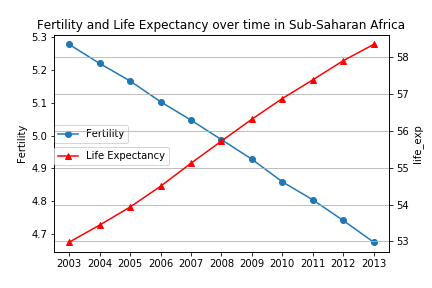 Fertility and Life Expectancy over time in Sub-Saharan Africa
5.3
5.2
5.1
5.0
4.9
4.8
4.7
Fertility
Fertility
Life Expectancy
58
57
56
55
54
53
life_exp
2003 2004 2005 2006 2007 2008 2009 2010 2011 2012 2013